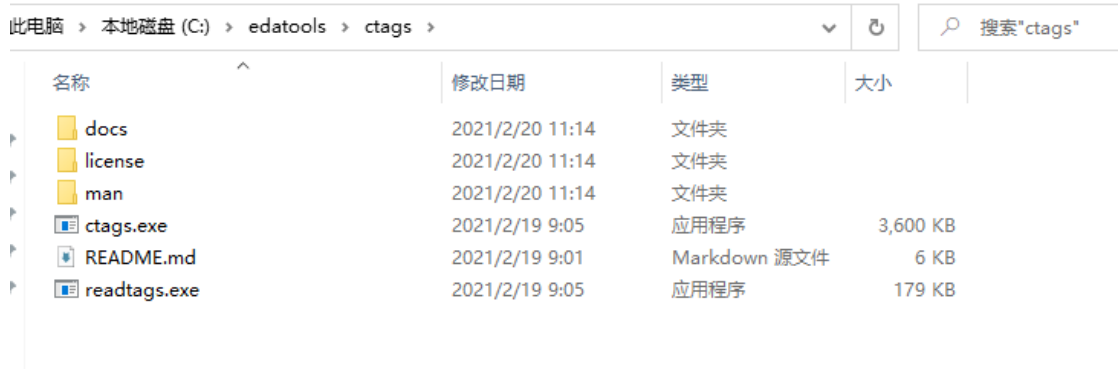 此电脑 › 本地磁盘 (C:) › edatools › ctags › 搜索"ctags"
名称 修改日期 类型 大小
docs 2021/2/20 11:14 文件夹
license 2021/2/20 11:14 文件夹
man 2021/2/20 11:14 文件夹
ctags.exe 2021/2/19 9:05 应用程序 3,600 KB
README.md 2021/2/19 9:01 Markdown 源文件 6 KB
readtags.exe 2021/2/19 9:05 应用程序 179 KB